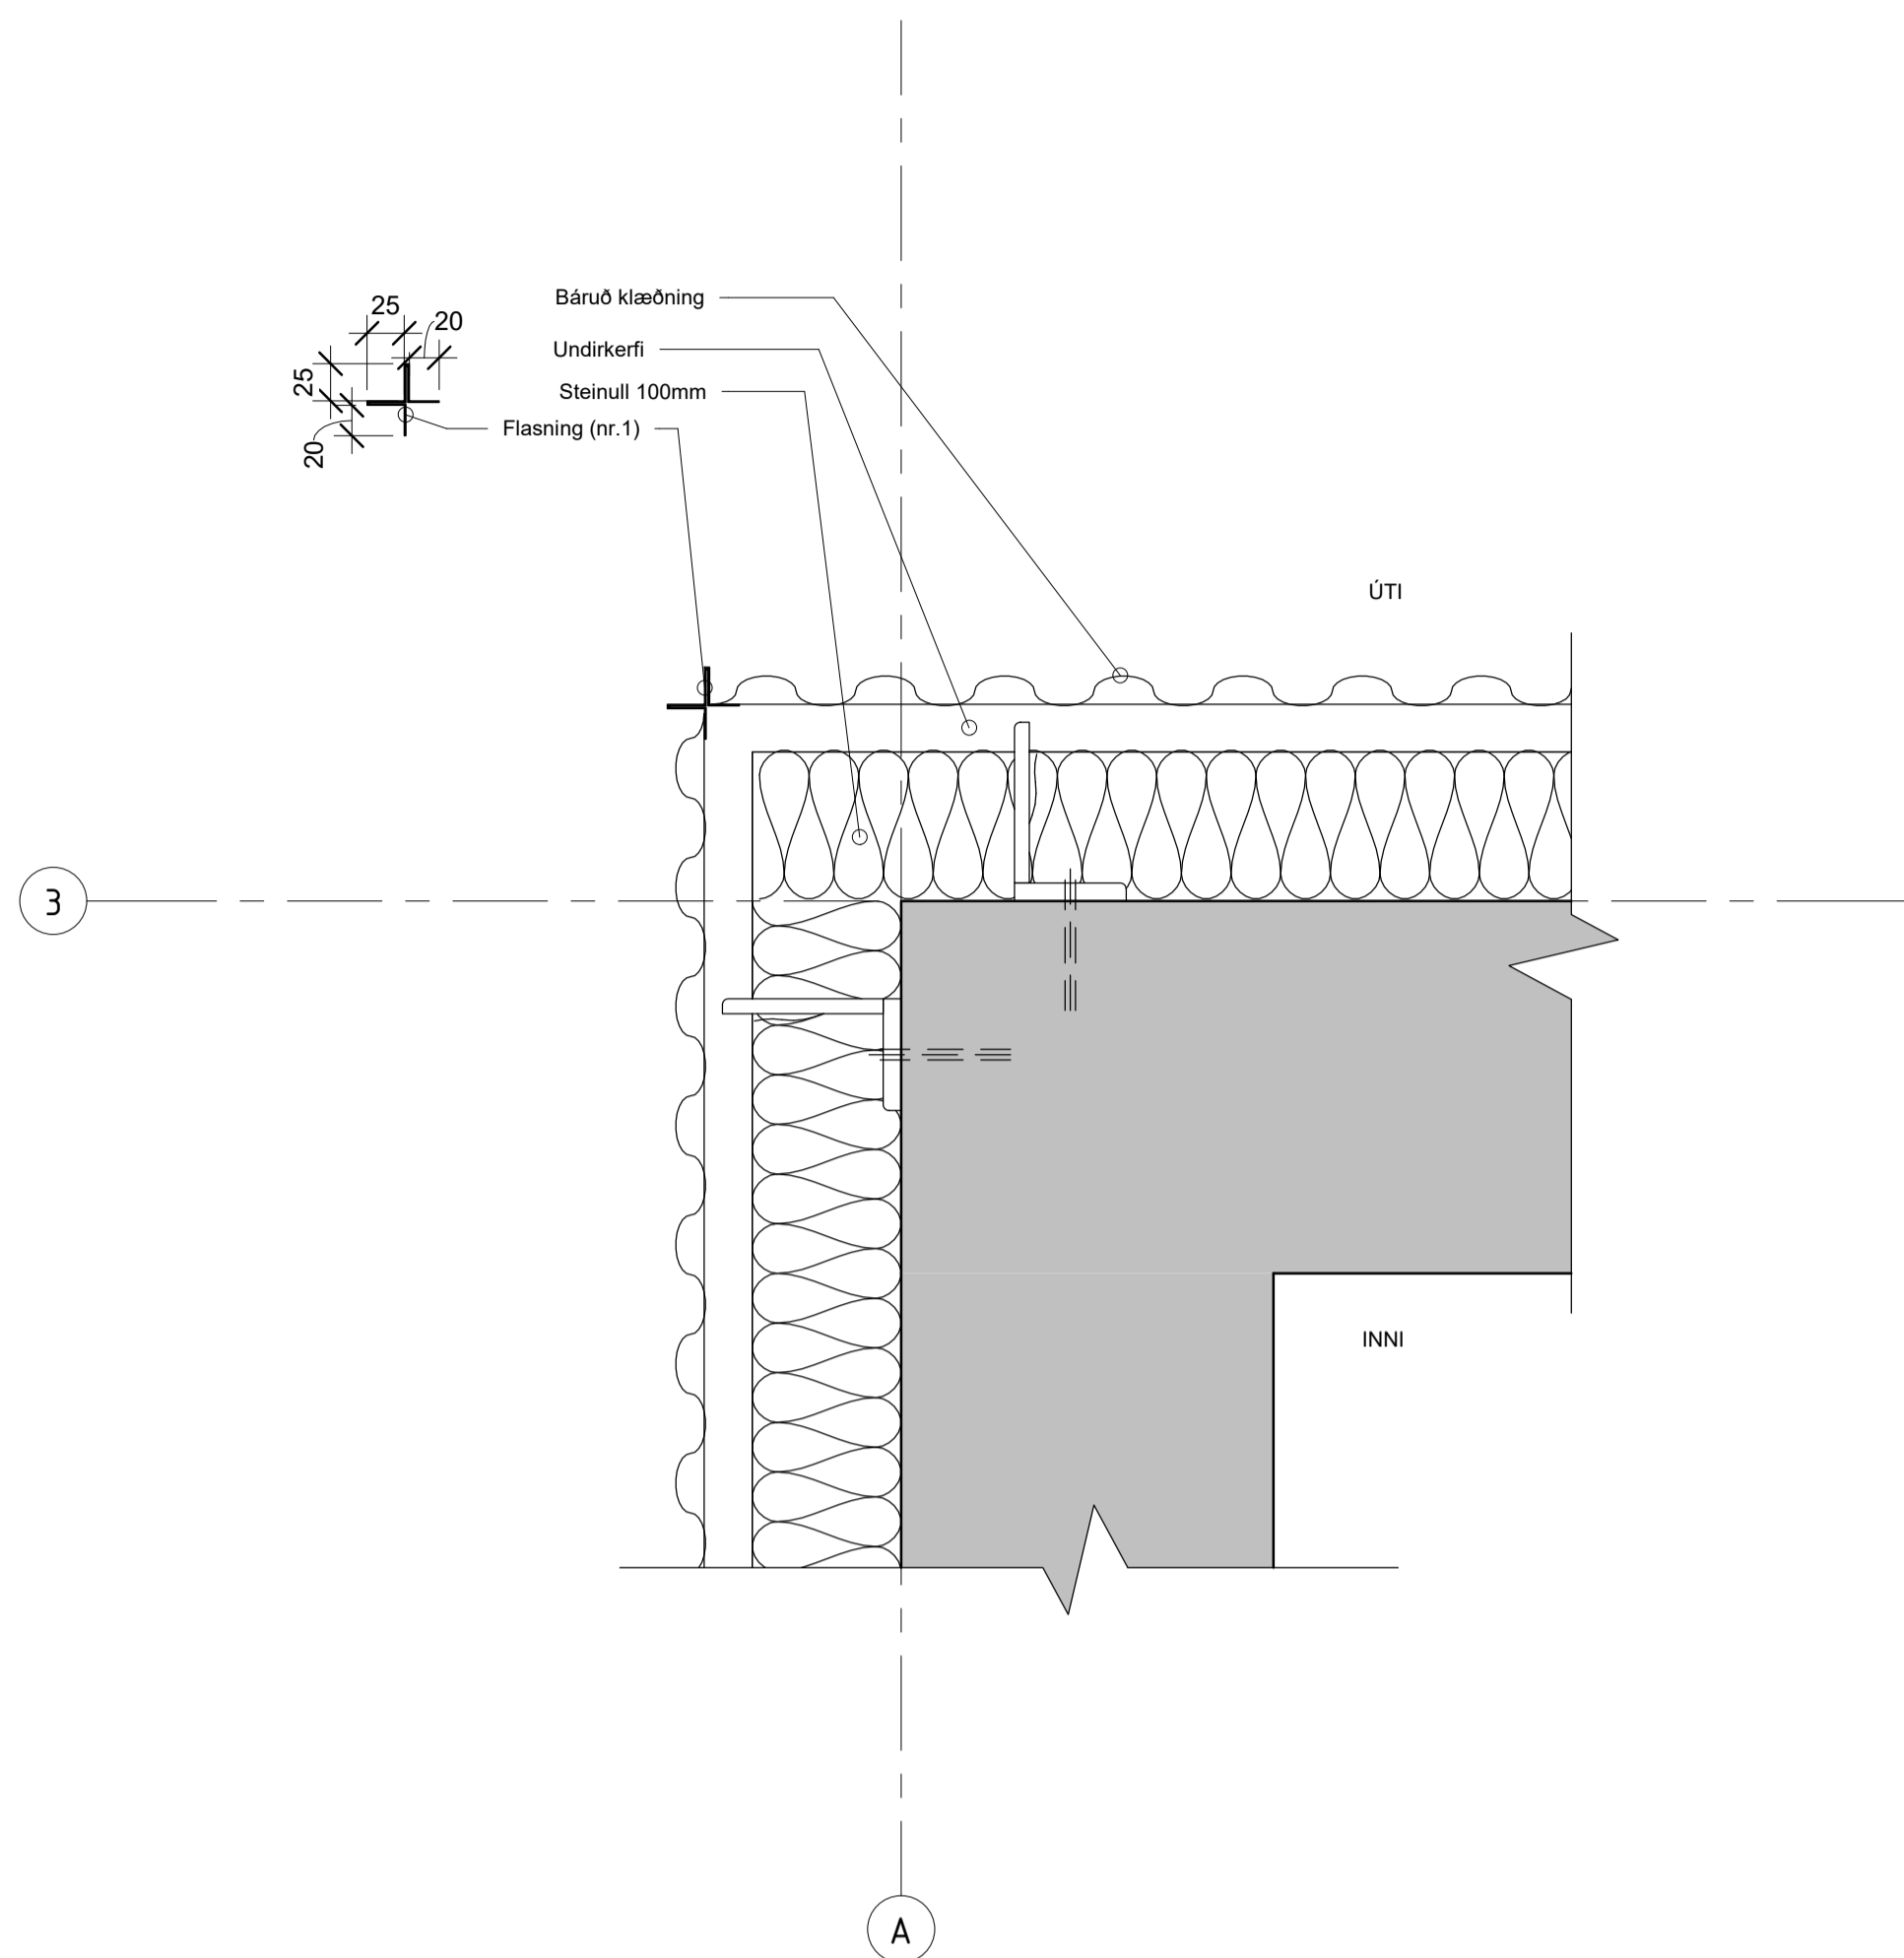 Báruð klæðning
25
20
Undirkerfi
25
Steinull 100mm
Flasning (nr.1)
20
ÚTI
3
INNI
A